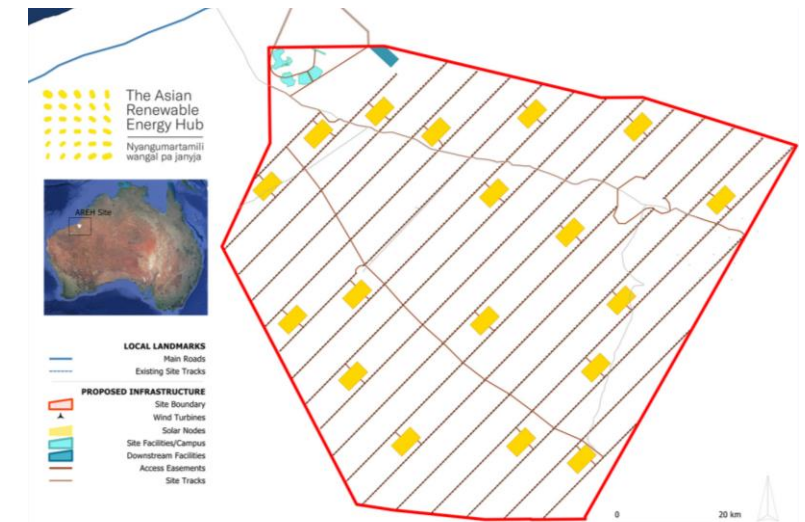 The Asian
Renewable
Energy Hub
Nyangumartamili
wangal pa janyja
AREH Site
LOCAL LANDMARKS
Main Roads
Existing Site Tracks
PROPOSED INFRASTRUCTURE
Site Boundary
Wind Turbines
Solar Nodes
Site Facilities/Campus
Downstream Facilities
Access Easements
Site Tracks
0 20 km